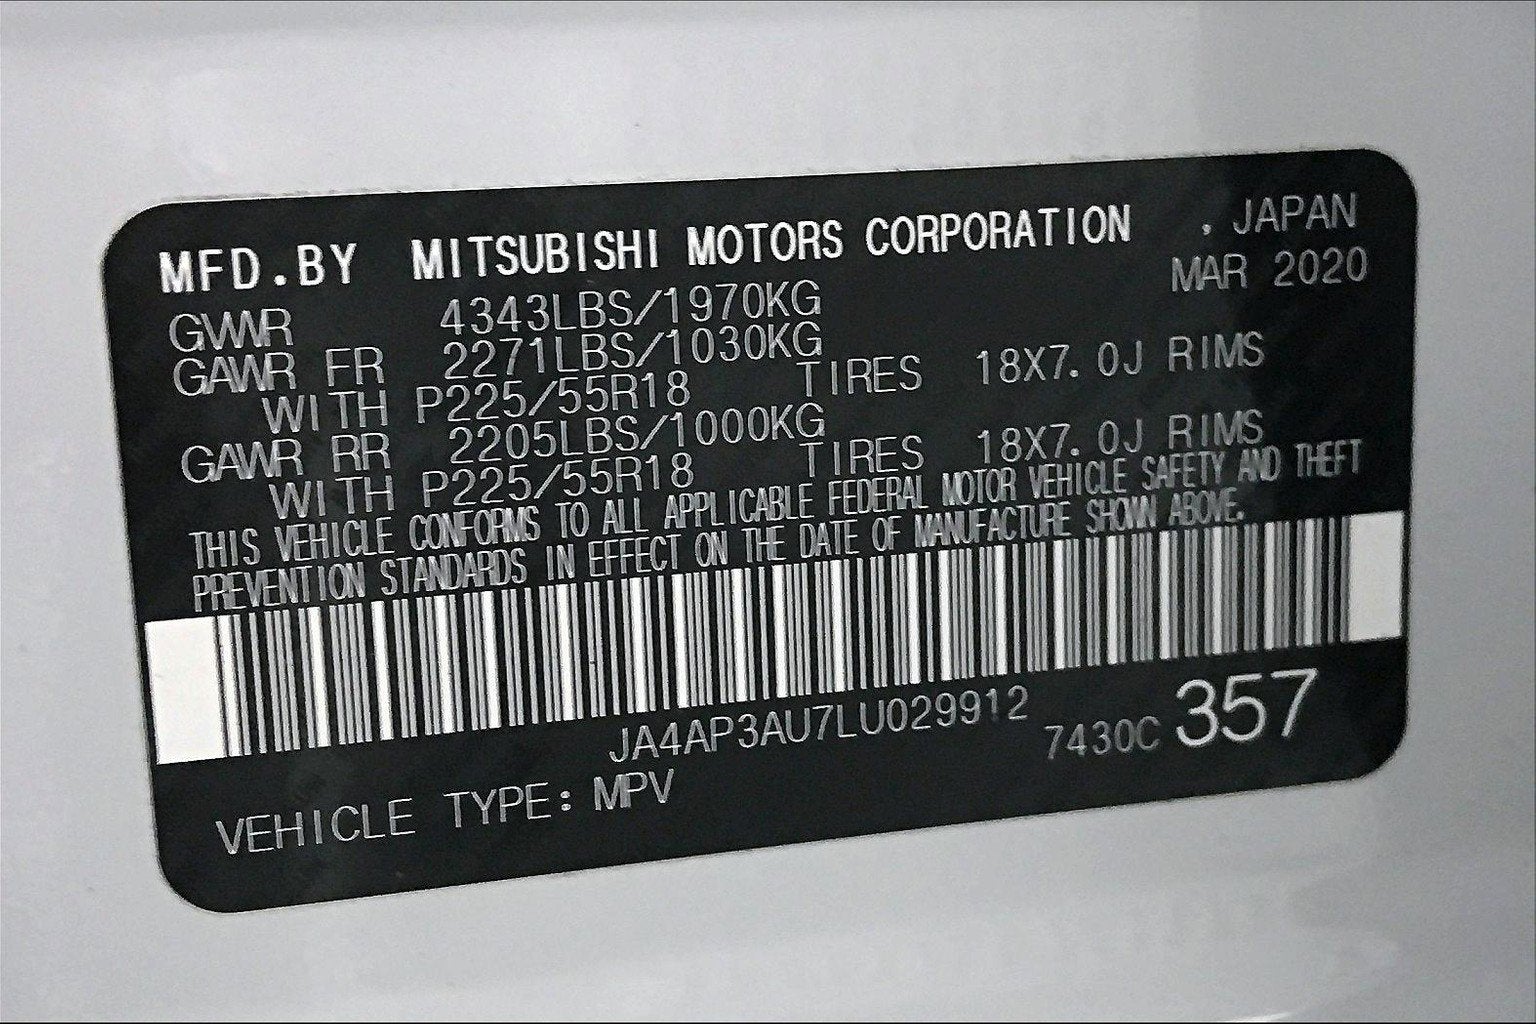 MFD.BY MITSUBISHI MOTORS CORPORATION . JAPAN
MAR 2020
GVWR 4343LBS/1970KG
GAWR FR 2271LBS/1030KG
WITH P225/55R18 TIRES 18X7.0J RIMS
GAWR RR 2205LBS/1000KG
WITH P225/55R18 TIRES 18X7.0J RIMS
THIS VEHICLE CONFORMS TO ALL APPLICABLE FEDERAL MOTOR VEHICLE SAFETY AND THEFT
PREVENTION STANDARDS IN EFFECT ON THE DATE OF MANUFACTURE SHOWN ABOVE.
JA4AP3AU7LU029912 7430C 357
VEHICLE TYPE: MPV